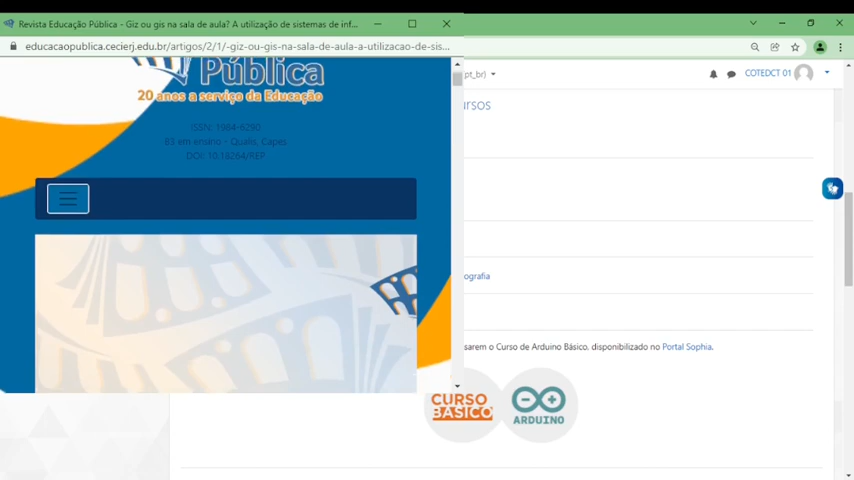 Revista Educação Pública - Giz ou gis na sala de aula? A utilização de sistemas de inf...
educacaopublica.cecierj.edu.br/artigos/2/1/-giz-ou-gis-na-sala-de-aula-a-utilizacao-de-sis...
Pública
20 anos a serviço da Educação
ISSN: 1984-6290
B3 em ensino - Qualis, Capes
DOI: 10.18264/REP
pt_br)
COTEDCT 01
ursos
ografia
sarem o Curso de Arduino Básico, disponibilizado no Portal Sophia.
CURSO
BÁSICO
ARDUINO